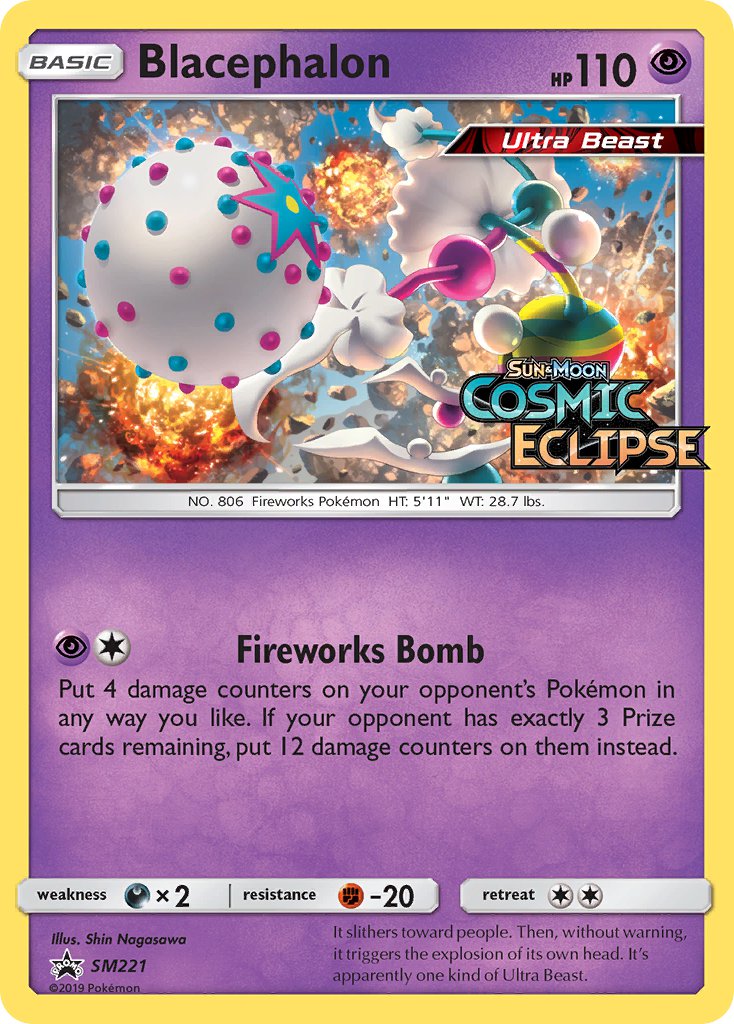 BASIC Blacephalon HP 110
Ultra Beast
SUN & MOON
COSMIC
ECLIPSE
NO. 806 Fireworks Pokémon HT: 5'11" WT: 28.7 lbs.
Fireworks Bomb
Put 4 damage counters on your opponent's Pokémon in
any way you like. If your opponent has exactly 3 Prize
cards remaining, put 12 damage counters on them instead.
weakness ×2 resistance -20 retreat
Illus. Shin Nagasawa
PROMO SM221
©2019 Pokémon
It slithers toward people. Then, without warning,
it triggers the explosion of its own head. It's
apparently one kind of Ultra Beast.